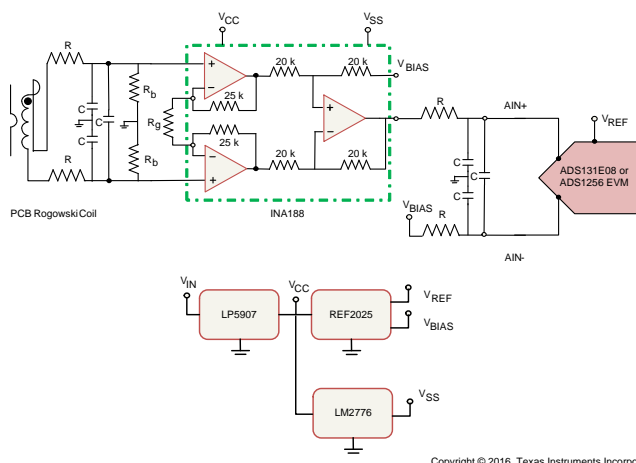 VCC
VSS
R
C
C
C
Rb
Rb
Rg
R
PCB Rogowski Coil
+
−
25 k
25 k
−
+
20 k
20 k
VBIAS
+
−
20 k
20 k
INA188
R
AIN+
VREF
C
C
C
ADS131E08 or
ADS1256 EVM
VBIAS
R
AIN-
VIN
LP5907
VCC
REF2025
VREF
VBIAS
LM2776
VSS
Copyright © 2016, Texas Instruments Incorpo